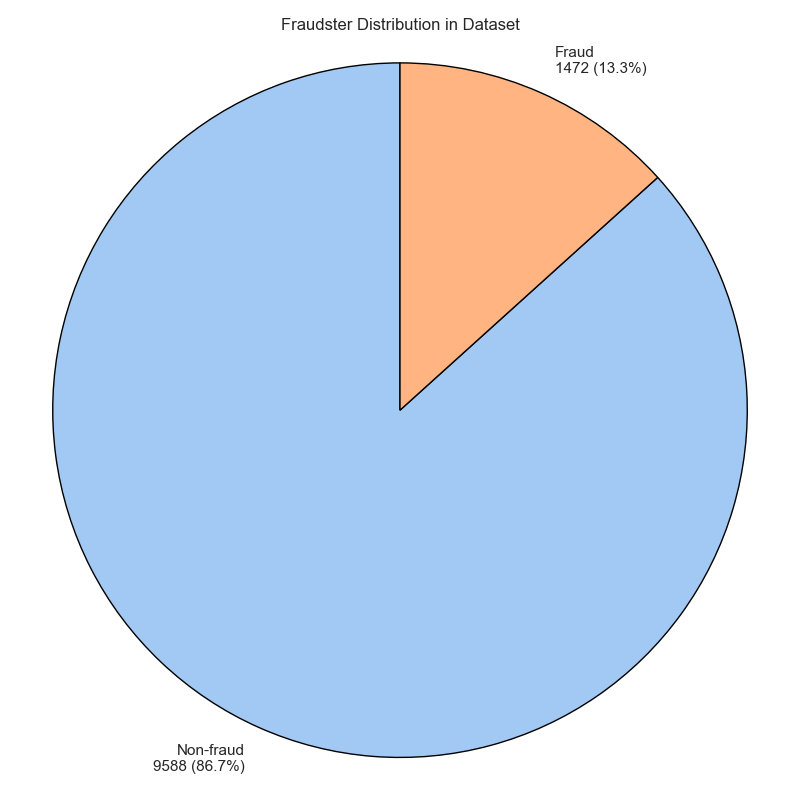 Fraudster Distribution in Dataset
Fraud
1472 (13.3%)
Non-fraud
9588 (86.7%)